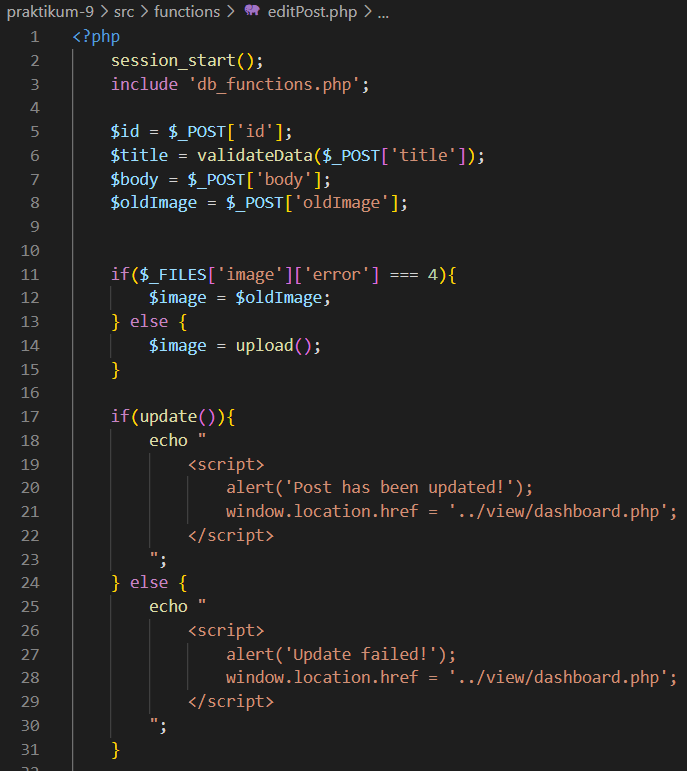 praktikum-9 > src > functions > editPost.php > ...
1 <?php
2 session_start();
3 include 'db_functions.php';
4
5 $id = $_POST['id'];
6 $title = validateData($_POST['title']);
7 $body = $_POST['body'];
8 $oldImage = $_POST['oldImage'];
9
10
11 if($_FILES['image']['error'] === 4){
12 $image = $oldImage;
13 } else {
14 $image = upload();
15 }
16
17 if(update()){
18 echo "
19 <script>
20 alert('Post has been updated!');
21 window.location.href = '../view/dashboard.php';
22 </script>
23 ";
24 } else {
25 echo "
26 <script>
27 alert('Update failed!');
28 window.location.href = '../view/dashboard.php';
29 </script>
30 ";
31 }